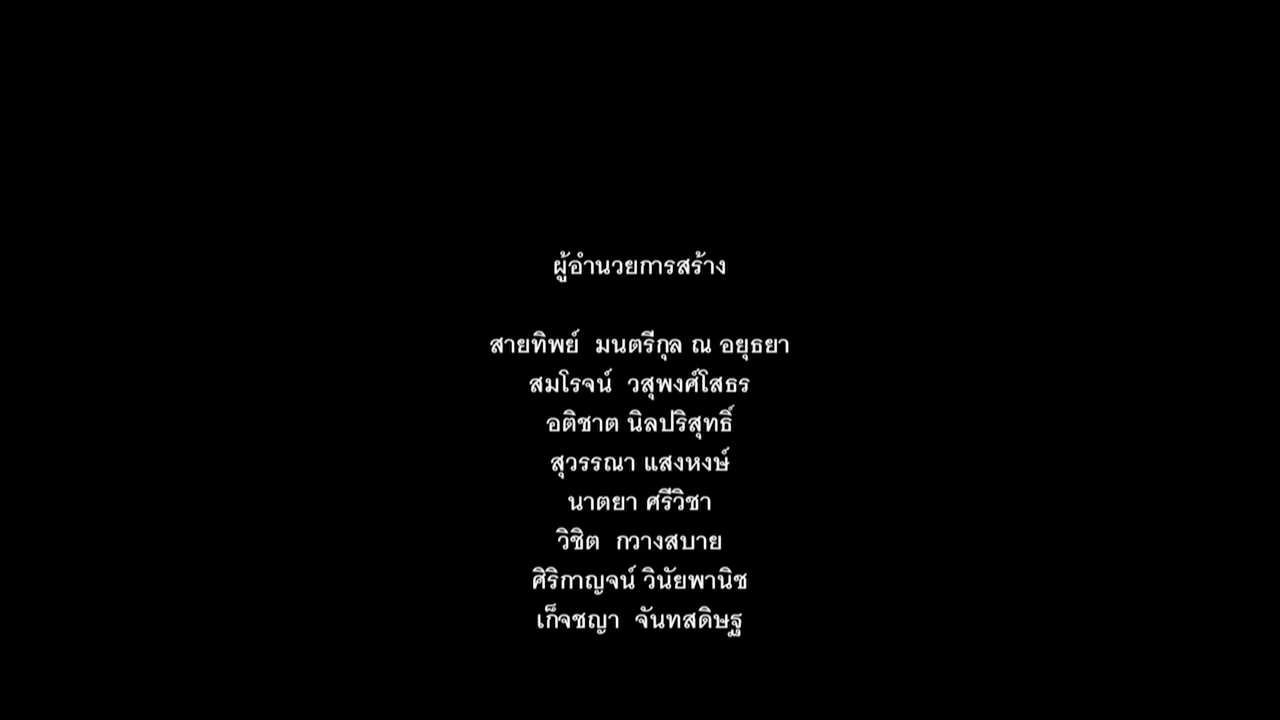 ผู้อำนวยการสร้าง
สายทิพย์  มนตรีกุล ณ อยุธยา
สมโรจน์  วสุพงศ์โสธร
อติชาต นิลปริสุทธิ์
สุวรรณา แสงหงษ์
นาตยา ศรีวิชา
วิชิต  กวางสบาย
ศิริกาญจน์ วินัยพานิช
เก็จชญา  จันทสดิษฐ